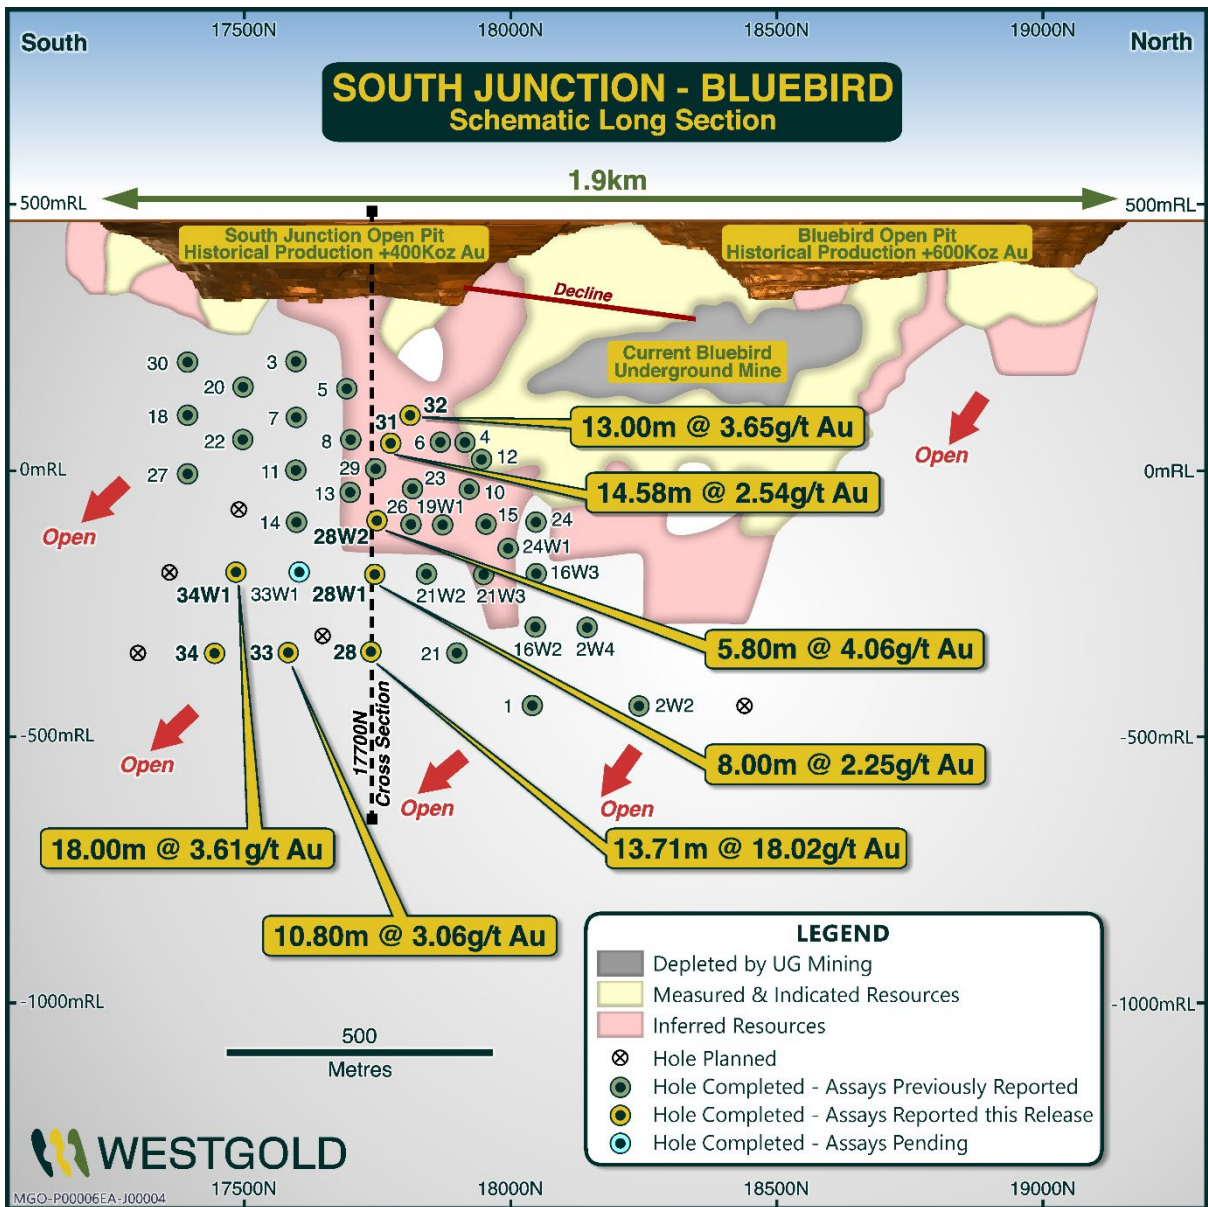 17500N
18000N
18500N
19000N
South
North
SOUTH JUNCTION - BLUEBIRD
Schematic Long Section
1.9km
500mRL
500mRL
South Junction Open Pit
Historical Production +400Koz Au
Bluebird Open Pit
Historical Production +600Koz Au
Decline
Current Bluebird
Underground Mine
30
3
20
5
32
18
7
31
13.00m @ 3.65g/t Au
22
8
6
4
12
Open
0mRL
27
11
29
0mRL
23
10
14.58m @ 2.54g/t Au
13
26
19W1
15
24
14
28W2
Open
24W1
34W1
33W1
28W1
21W2
21W3
16W3
16W2
2W4
34
33
28
21
5.80m @ 4.06g/t Au
1
2W2
-500mRL
-500mRL
17700N
Cross Section
8.00m @ 2.25g/t Au
Open
Open
Open
18.00m @ 3.61g/t Au
13.71m @ 18.02g/t Au
10.80m @ 3.06g/t Au
LEGEND
Depleted by UG Mining
Measured & Indicated Resources
Inferred Resources
Hole Planned
Hole Completed - Assays Previously Reported
Hole Completed - Assays Reported this Release
Hole Completed - Assays Pending
-1000mRL
-1000mRL
500
Metres
WESTGOLD
MGO-P00006EA-J00004
17500N
18000N
18500N
19000N